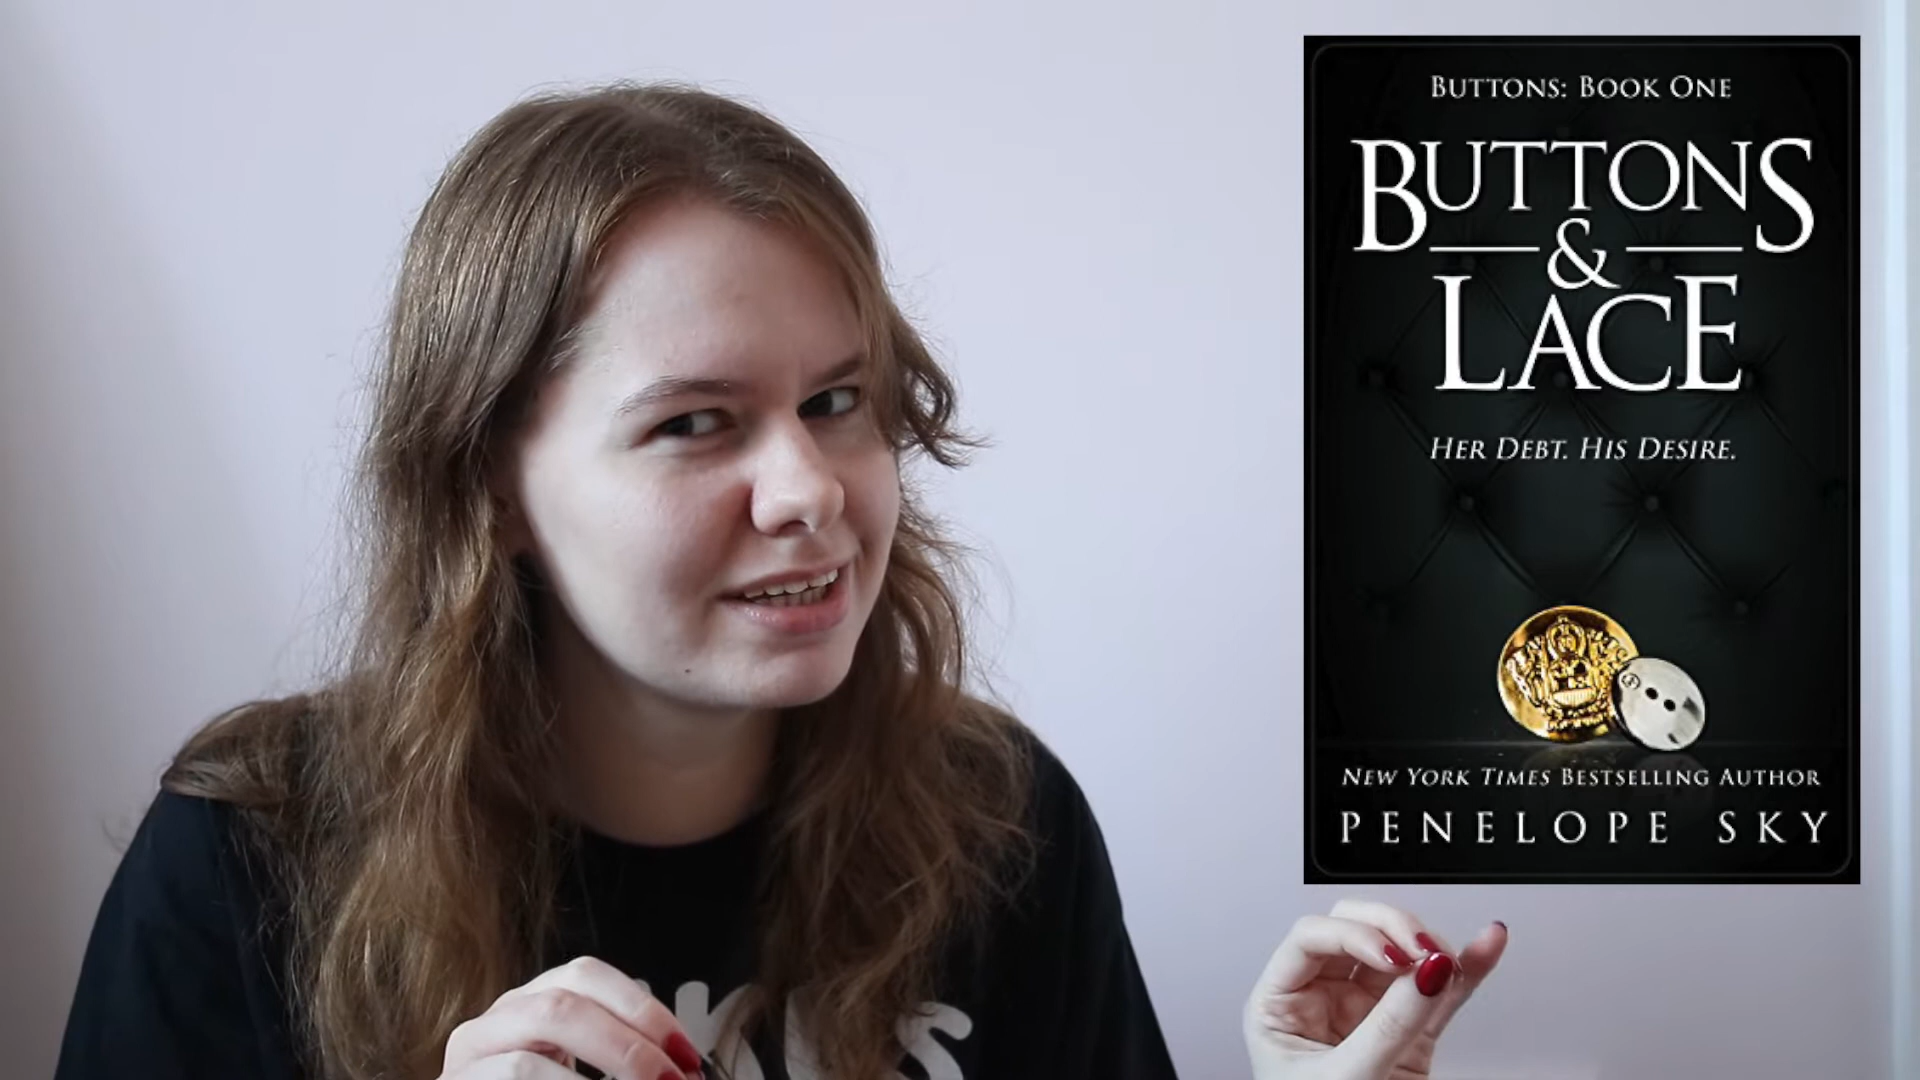 BUTTONS: BOOK ONE
BUTTONS
&
LACE
HER DEBT. HIS DESIRE.
NEW YORK TIMES BESTSELLING AUTHOR
PENELOPE SKY